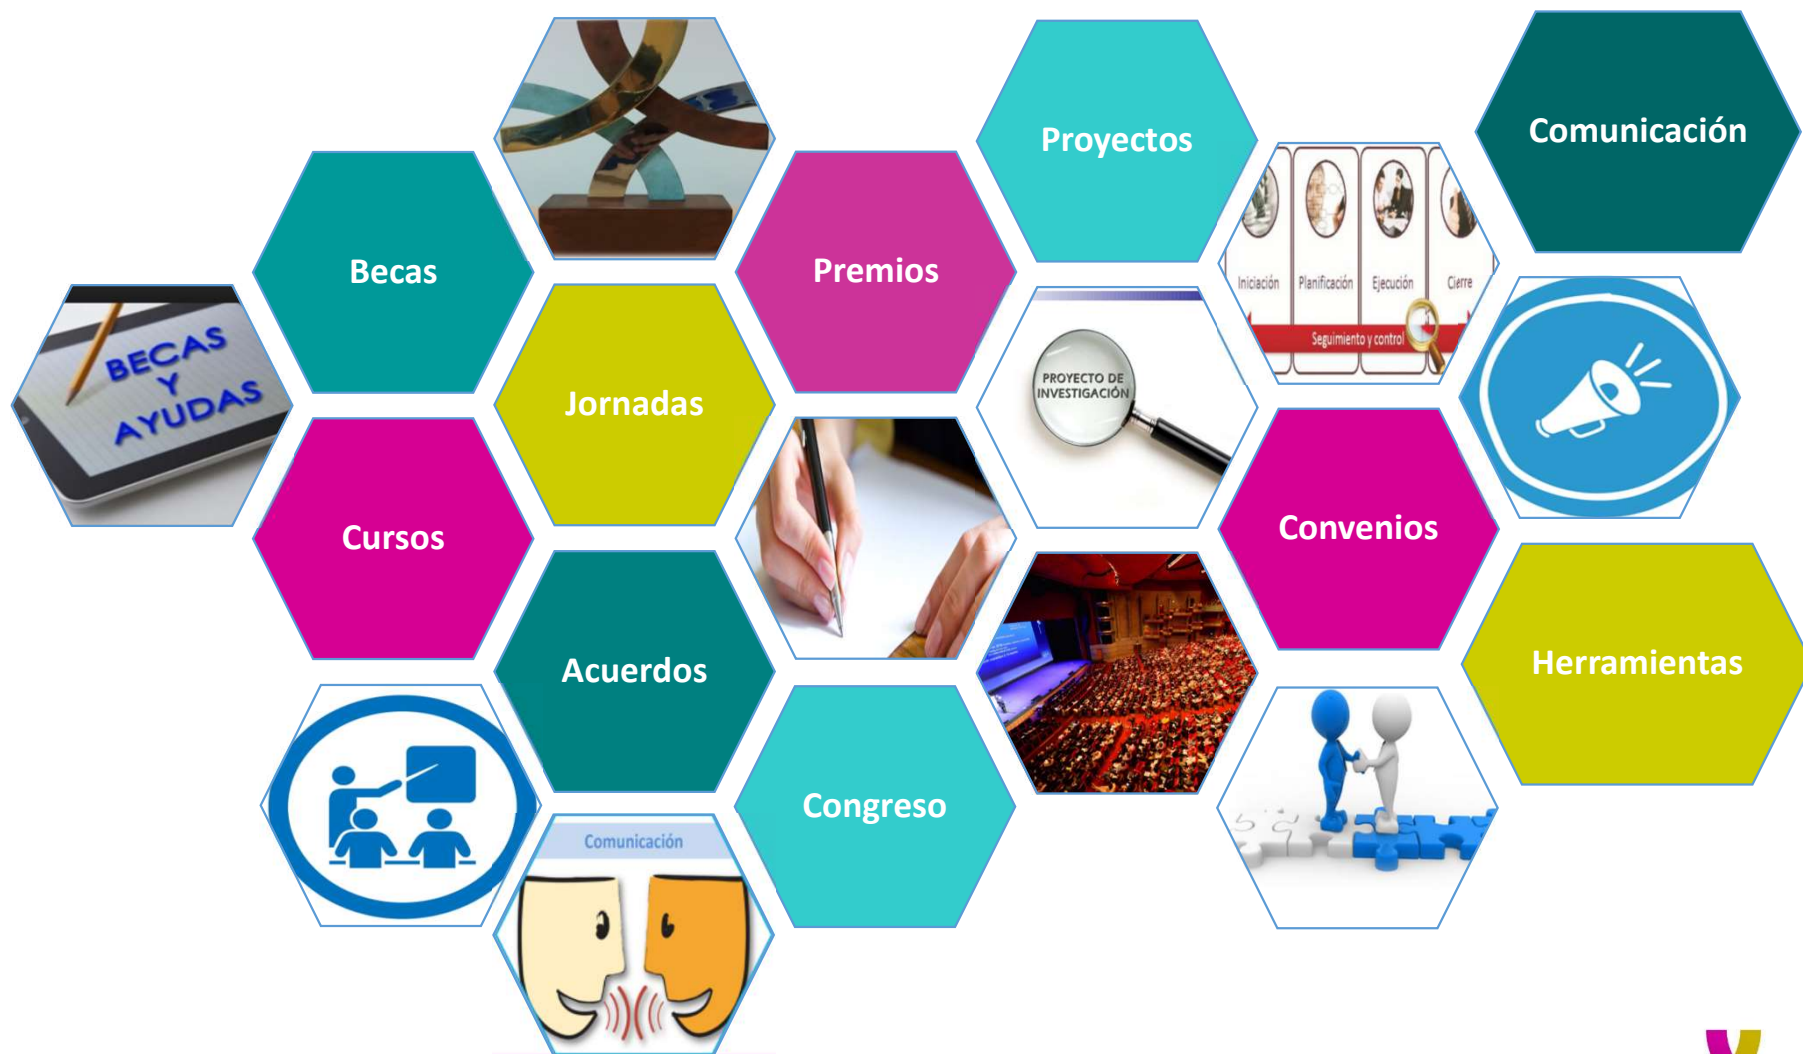 Proyectos
Comunicación
Becas
Premios
Iniciación
Planificación
Ejecución
Cierre
Seguimiento y control
BECAS
Y
AYUDAS
Jornadas
PROYECTO DE
INVESTIGACIÓN
Cursos
Convenios
Acuerdos
Herramientas
Congreso
Comunicación